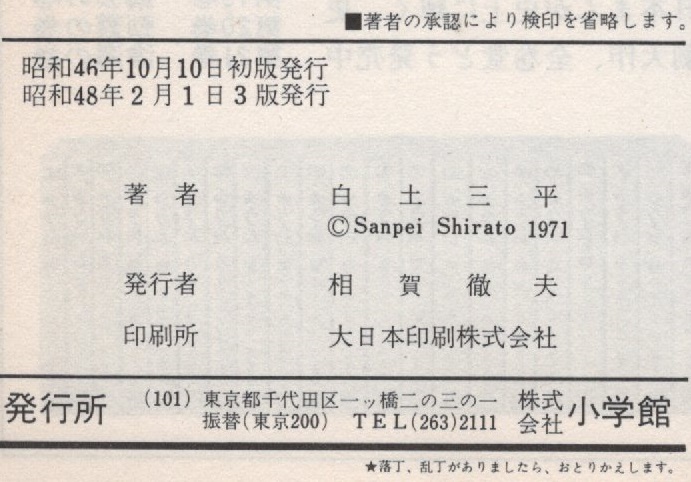 ■著者の承認により検印を省略します。
昭和46年10月10日初版発行
昭和48年2月1日3版発行
著者 白土三平
©Sanpei Shirato 1971
発行者 相賀徹夫
印刷所 大日本印刷株式会社
発行所 (101) 東京都千代田区一ッ橋二の三の一 株式会社 小学館
振替(東京200) TEL(263)2111
★落丁、乱丁がありましたら、おとりかえします。